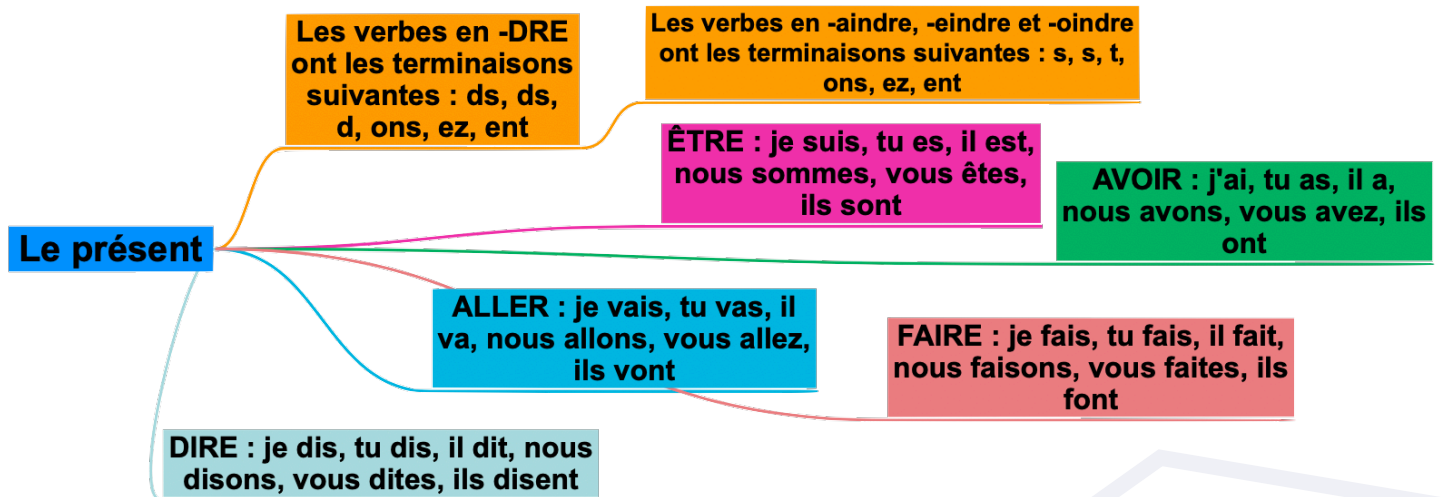 Les verbes en -DRE
ont les terminaisons
suivantes : ds, ds,
d, ons, ez, ent
Les verbes en -aindre, -eindre et -oindre
ont les terminaisons suivantes : s, s, t,
ons, ez, ent
ÊTRE : je suis, tu es, il est,
nous sommes, vous êtes,
ils sont
AVOIR : j'ai, tu as, il a,
nous avons, vous avez, ils
ont
Le présent
ALLER : je vais, tu vas, il
va, nous allons, vous allez,
ils vont
FAIRE : je fais, tu fais, il fait,
nous faisons, vous faites, ils
font
DIRE : je dis, tu dis, il dit, nous
disons, vous dites, ils disent